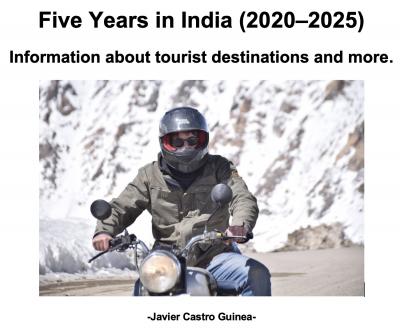 Five Years in India (2020–2025)
Information about tourist destinations and more.
-Javier Castro Guinea-